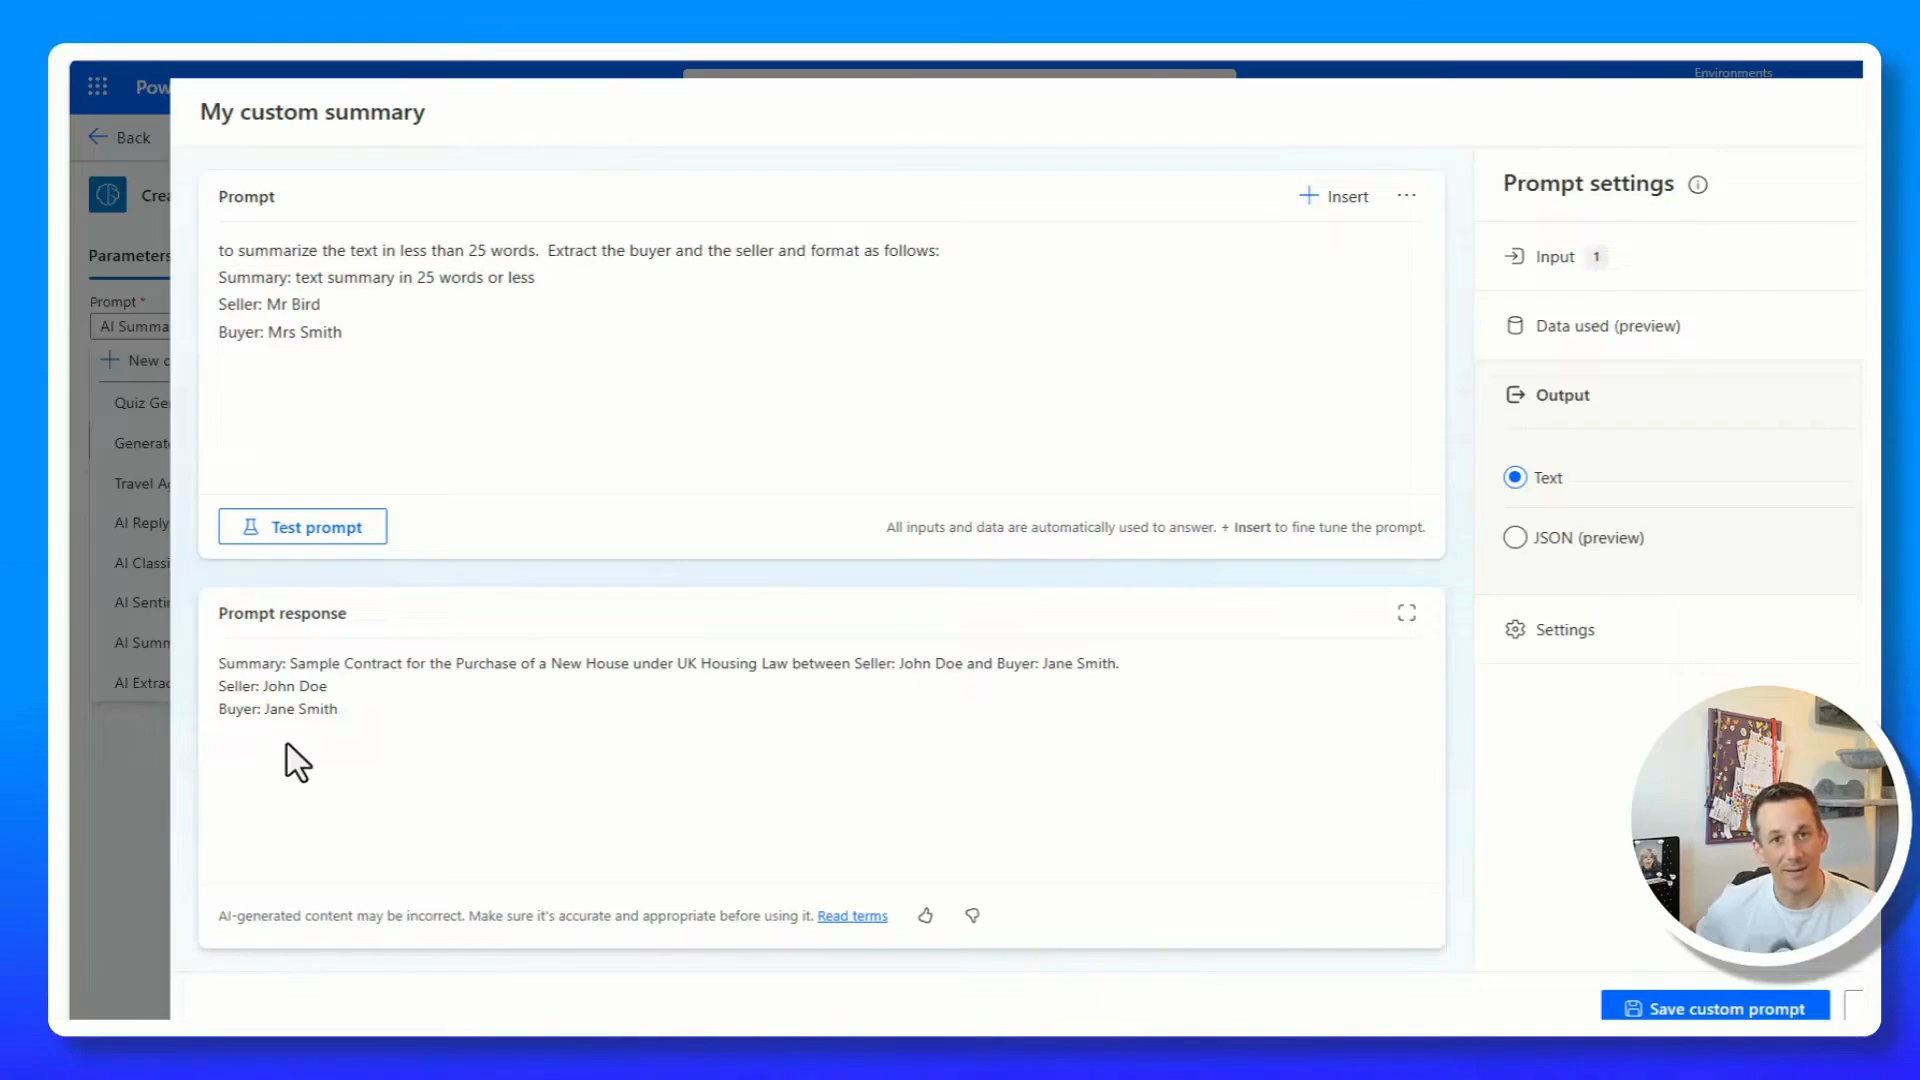 Pow
Environments
My custom summary
Back
Prompt
Insert
Prompt settings
Crea
to summarize the text in less than 25 words.  Extract the buyer and the seller and format as follows:
Parameters
Input 1
Summary: text summary in 25 words or less
Seller: Mr Bird
Prompt *
AI Summa
Data used (preview)
Buyer: Mrs Smith
New c
Output
Quiz Ge
Generat
Text
Travel A
AI Reply
Test prompt
All inputs and data are automatically used to answer. + Insert to fine tune the prompt.
JSON (preview)
AI Classi
AI Senti
Prompt response
Settings
AI Summ
Summary: Sample Contract for the Purchase of a New House under UK Housing Law between Seller: John Doe and Buyer: Jane Smith.
AI Extrac
Seller: John Doe
Buyer: Jane Smith
AI-generated content may be incorrect. Make sure it's accurate and appropriate before using it. Read terms
Save custom prompt